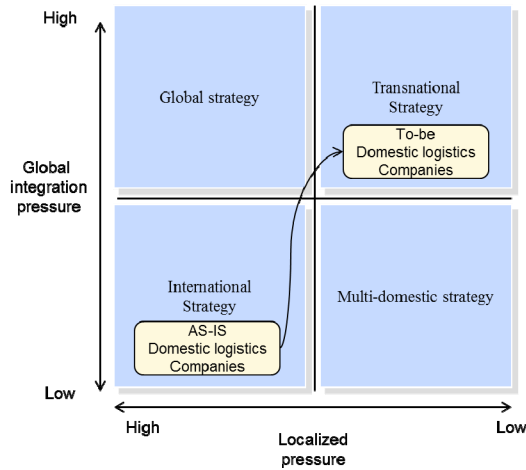 High
Global strategy
Transnational
Strategy
To-be
Domestic logistics
Companies
Global
integration
pressure
International
Strategy
AS-IS
Domestic logistics
Companies
Multi-domestic strategy
Low
High
Localized
pressure
Low